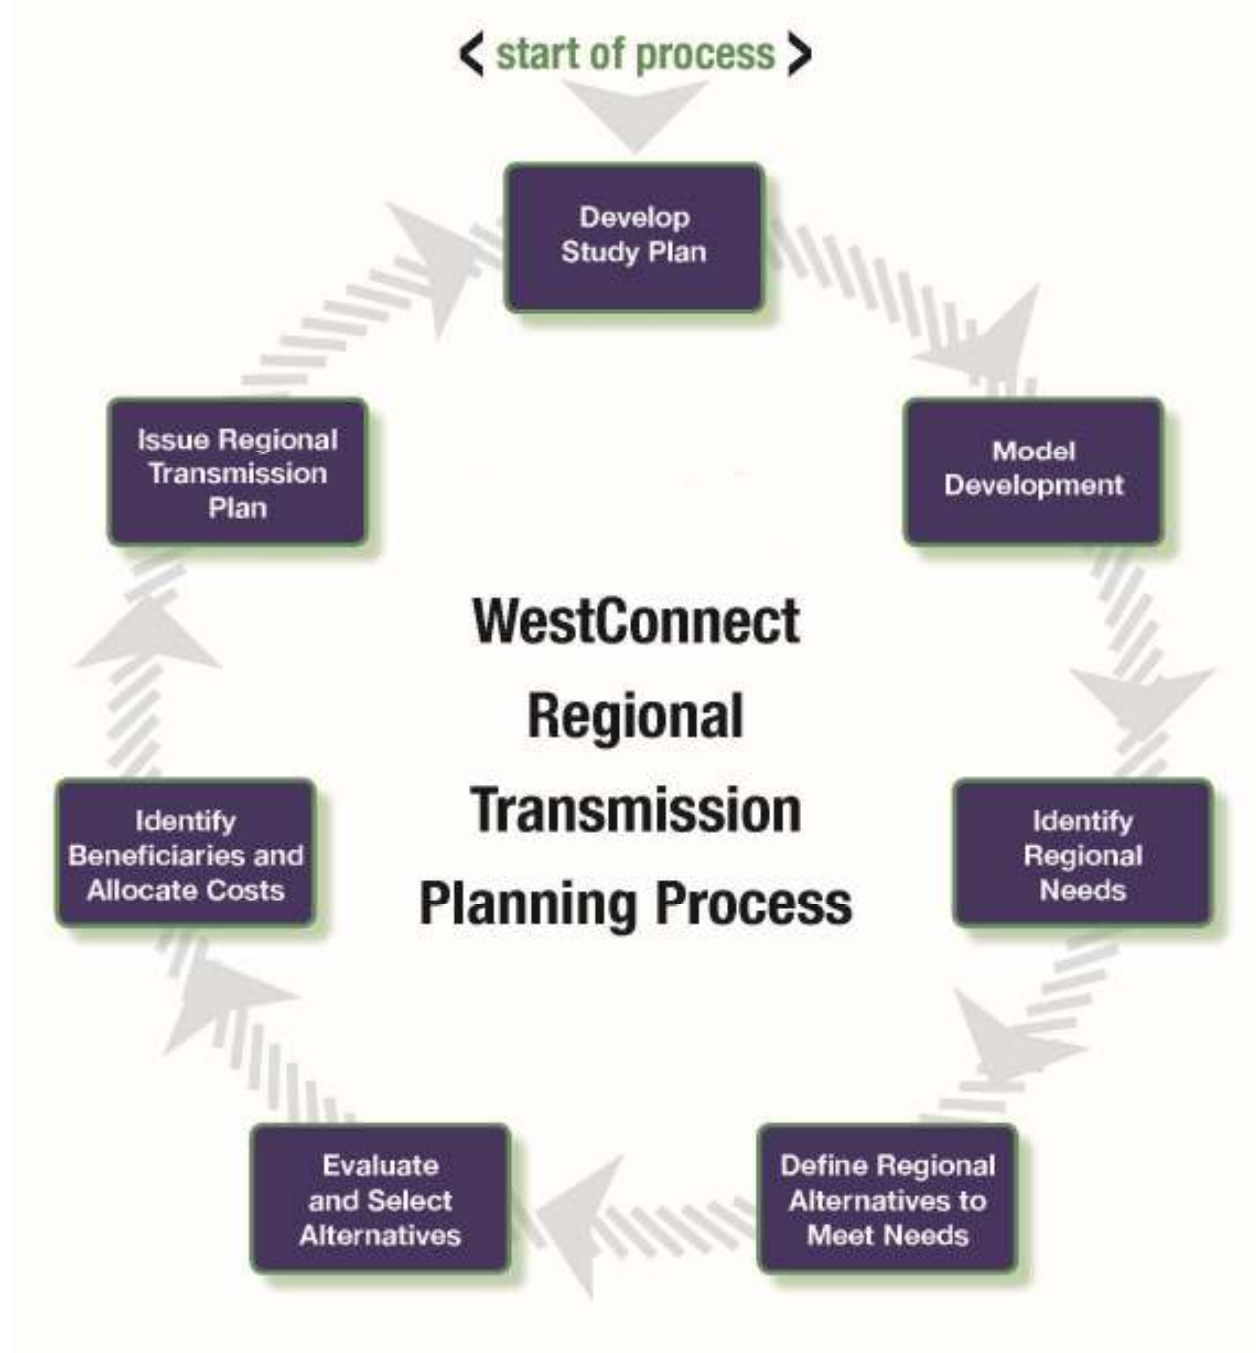 < start of process >
Develop
Study Plan
Model
Development
Identify
Regional
Needs
Define Regional
Alternatives to
Meet Needs
Evaluate
and Select
Alternatives
Identify
Beneficiaries and
Allocate Costs
Issue Regional
Transmission
Plan
WestConnect
Regional
Transmission
Planning Process